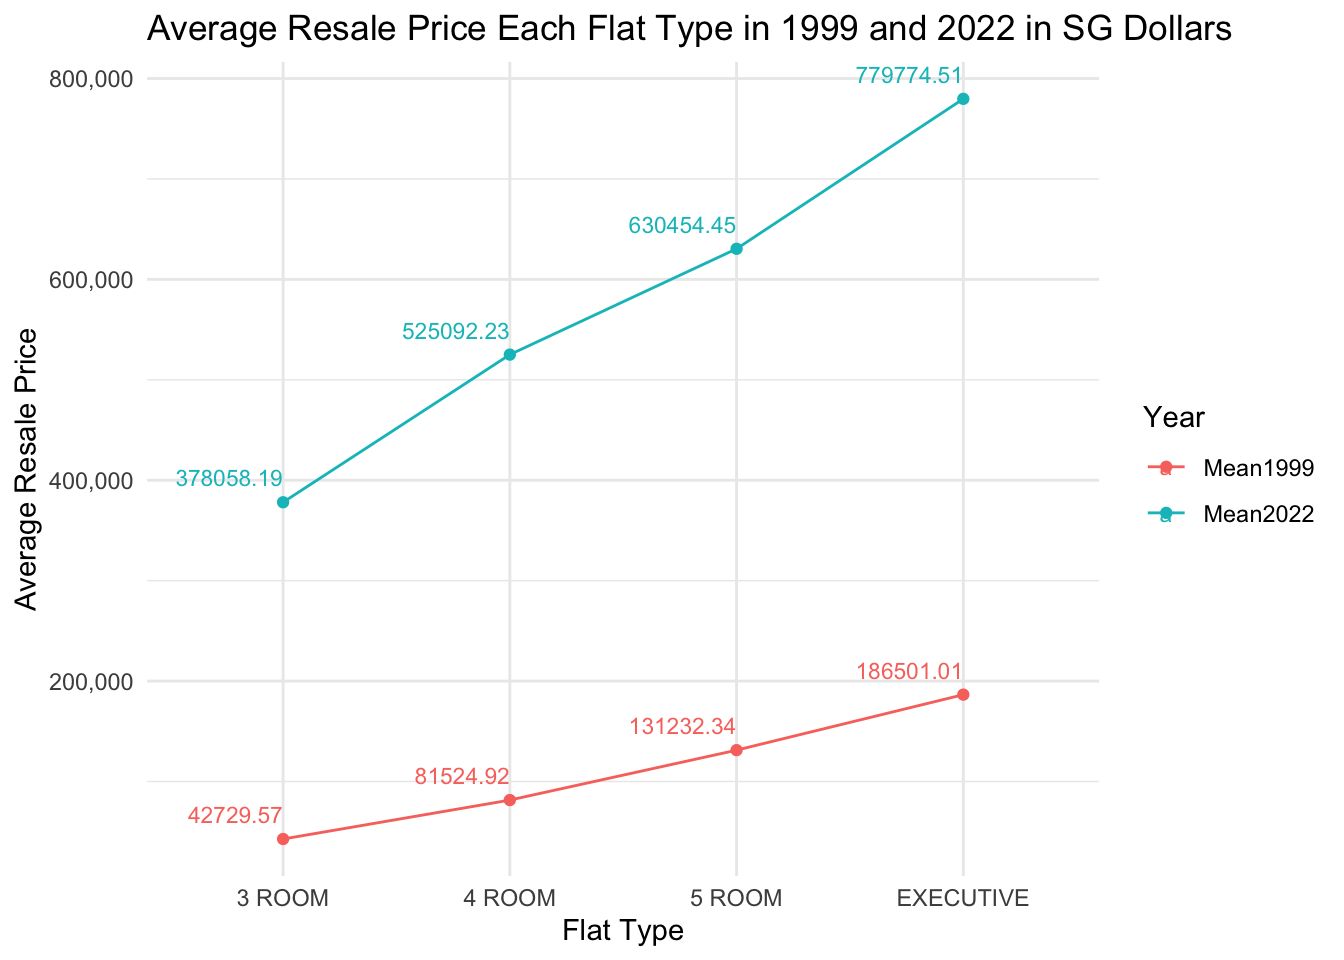 Average Resale Price Each Flat Type in 1999 and 2022 in SG Dollars
800,000
600,000
400,000
200,000
Average Resale Price
779774.51
630454.45
525092.23
378058.19
186501.01
131232.34
81524.92
42729.57
3 ROOM 4 ROOM 5 ROOM EXECUTIVE
Flat Type
Year
a Mean1999
a Mean2022